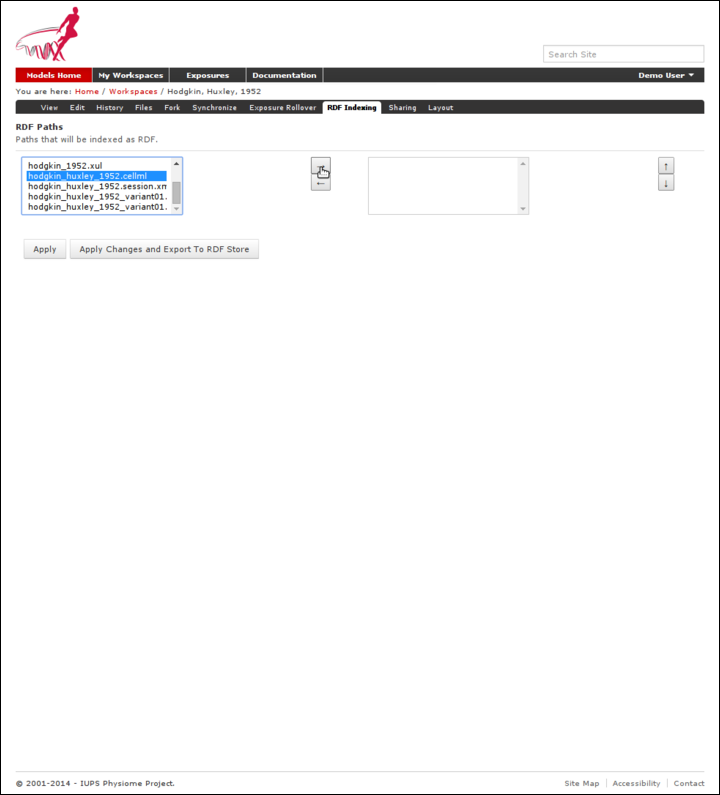 Search Site
Models Home My Workspaces Exposures Documentation Demo User
You are here: Home / Workspaces / Hodgkin, Huxley, 1952
View Edit History Files Fork Synchronize Exposure Rollover RDF Indexing Sharing Layout
RDF Paths
Paths that will be indexed as RDF.
hodgkin_1952.xul
hodgkin_huxley_1952.cellml
hodgkin_huxley_1952.session.xm
hodgkin_huxley_1952_variant01.
hodgkin_huxley_1952_variant01.
Apply Apply Changes and Export To RDF Store
© 2001-2014 - IUPS Physiome Project. Site Map Accessibility Contact